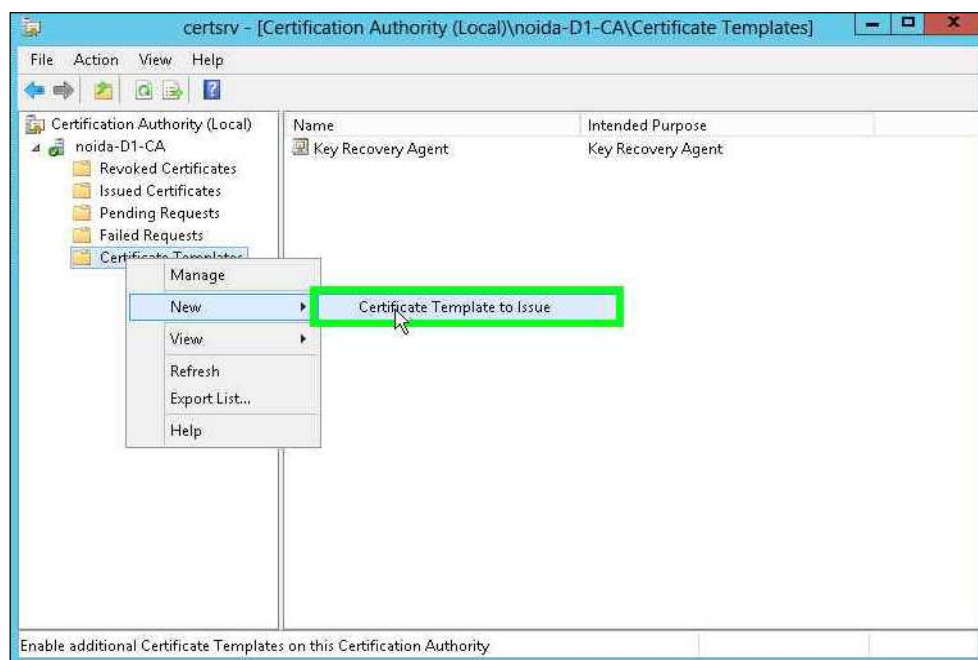 certsrv - [Certification Authority (Local)\noida-D1-CA\Certificate Templates]
File Action View Help
Certification Authority (Local)
noida-D1-CA
Revoked Certificates
Issued Certificates
Pending Requests
Failed Requests
Certificate Templates
Name Intended Purpose
Key Recovery Agent Key Recovery Agent
Manage
New
Certificate Template to Issue
View
Refresh
Export List...
Help
Enable additional Certificate Templates on this Certification Authority